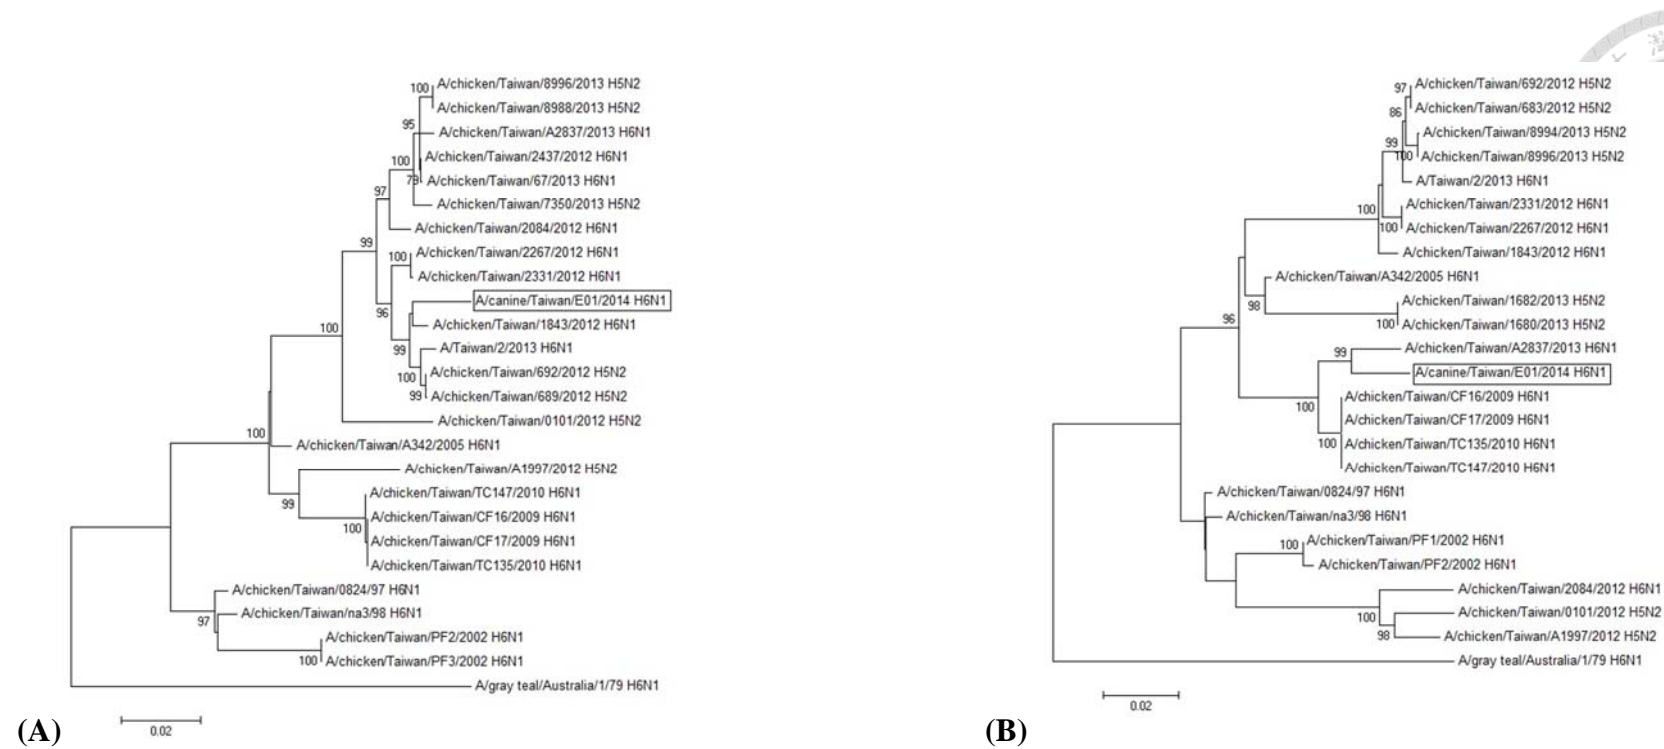 A/chicken/Taiwan/8996/2013 H5N2
100
A/chicken/Taiwan/8988/2013 H5N2
95
A/chicken/Taiwan/A2837/2013 H6N1
A/chicken/Taiwan/2437/2012 H6N1
100
79
A/chicken/Taiwan/67/2013 H6N1
97
A/chicken/Taiwan/7350/2013 H5N2
A/chicken/Taiwan/2084/2012 H6N1
99
A/chicken/Taiwan/2267/2012 H6N1
100
A/chicken/Taiwan/2331/2012 H6N1
A/canine/Taiwan/E01/2014 H6N1
96
A/chicken/Taiwan/1843/2012 H6N1
100
A/Taiwan/2/2013 H6N1
99
A/chicken/Taiwan/692/2012 H5N2
100
A/chicken/Taiwan/689/2012 H5N2
99
A/chicken/Taiwan/0101/2012 H5N2
100
A/chicken/Taiwan/A342/2005 H6N1
A/chicken/Taiwan/A1997/2012 H5N2
A/chicken/Taiwan/TC147/2010 H6N1
99
A/chicken/Taiwan/CF16/2009 H6N1
100
A/chicken/Taiwan/CF17/2009 H6N1
A/chicken/Taiwan/TC135/2010 H6N1
A/chicken/Taiwan/0824/97 H6N1
A/chicken/Taiwan/na3/98 H6N1
97
A/chicken/Taiwan/PF2/2002 H6N1
100
A/chicken/Taiwan/PF3/2002 H6N1
A/gray teal/Australia/1/79 H6N1
0.02
(A)
97
A/chicken/Taiwan/692/2012 H5N2
A/chicken/Taiwan/683/2012 H5N2
86
A/chicken/Taiwan/8994/2013 H5N2
99
100
A/chicken/Taiwan/8996/2013 H5N2
A/Taiwan/2/2013 H6N1
A/chicken/Taiwan/2331/2012 H6N1
100
A/chicken/Taiwan/2267/2012 H6N1
100
A/chicken/Taiwan/1843/2012 H6N1
A/chicken/Taiwan/A342/2005 H6N1
A/chicken/Taiwan/1682/2013 H5N2
98
96
A/chicken/Taiwan/1680/2013 H5N2
100
A/chicken/Taiwan/A2837/2013 H6N1
99
A/canine/Taiwan/E01/2014 H6N1
A/chicken/Taiwan/CF16/2009 H6N1
100
A/chicken/Taiwan/CF17/2009 H6N1
A/chicken/Taiwan/TC135/2010 H6N1
100
A/chicken/Taiwan/TC147/2010 H6N1
A/chicken/Taiwan/0824/97 H6N1
A/chicken/Taiwan/na3/98 H6N1
A/chicken/Taiwan/PF1/2002 H6N1
100
A/chicken/Taiwan/PF2/2002 H6N1
A/chicken/Taiwan/2084/2012 H6N1
A/chicken/Taiwan/0101/2012 H5N2
100
A/chicken/Taiwan/A1997/2012 H5N2
98
A/gray teal/Australia/1/79 H6N1
0.02
(B)